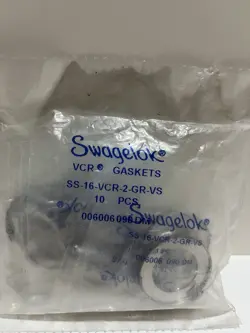 Swagelok®
VCR® GASKETS
SS-16-VCR-2-GR-VS
10 PCS
006006096 DM
Swagelok®
SS-16-VCR-2-GR-VS